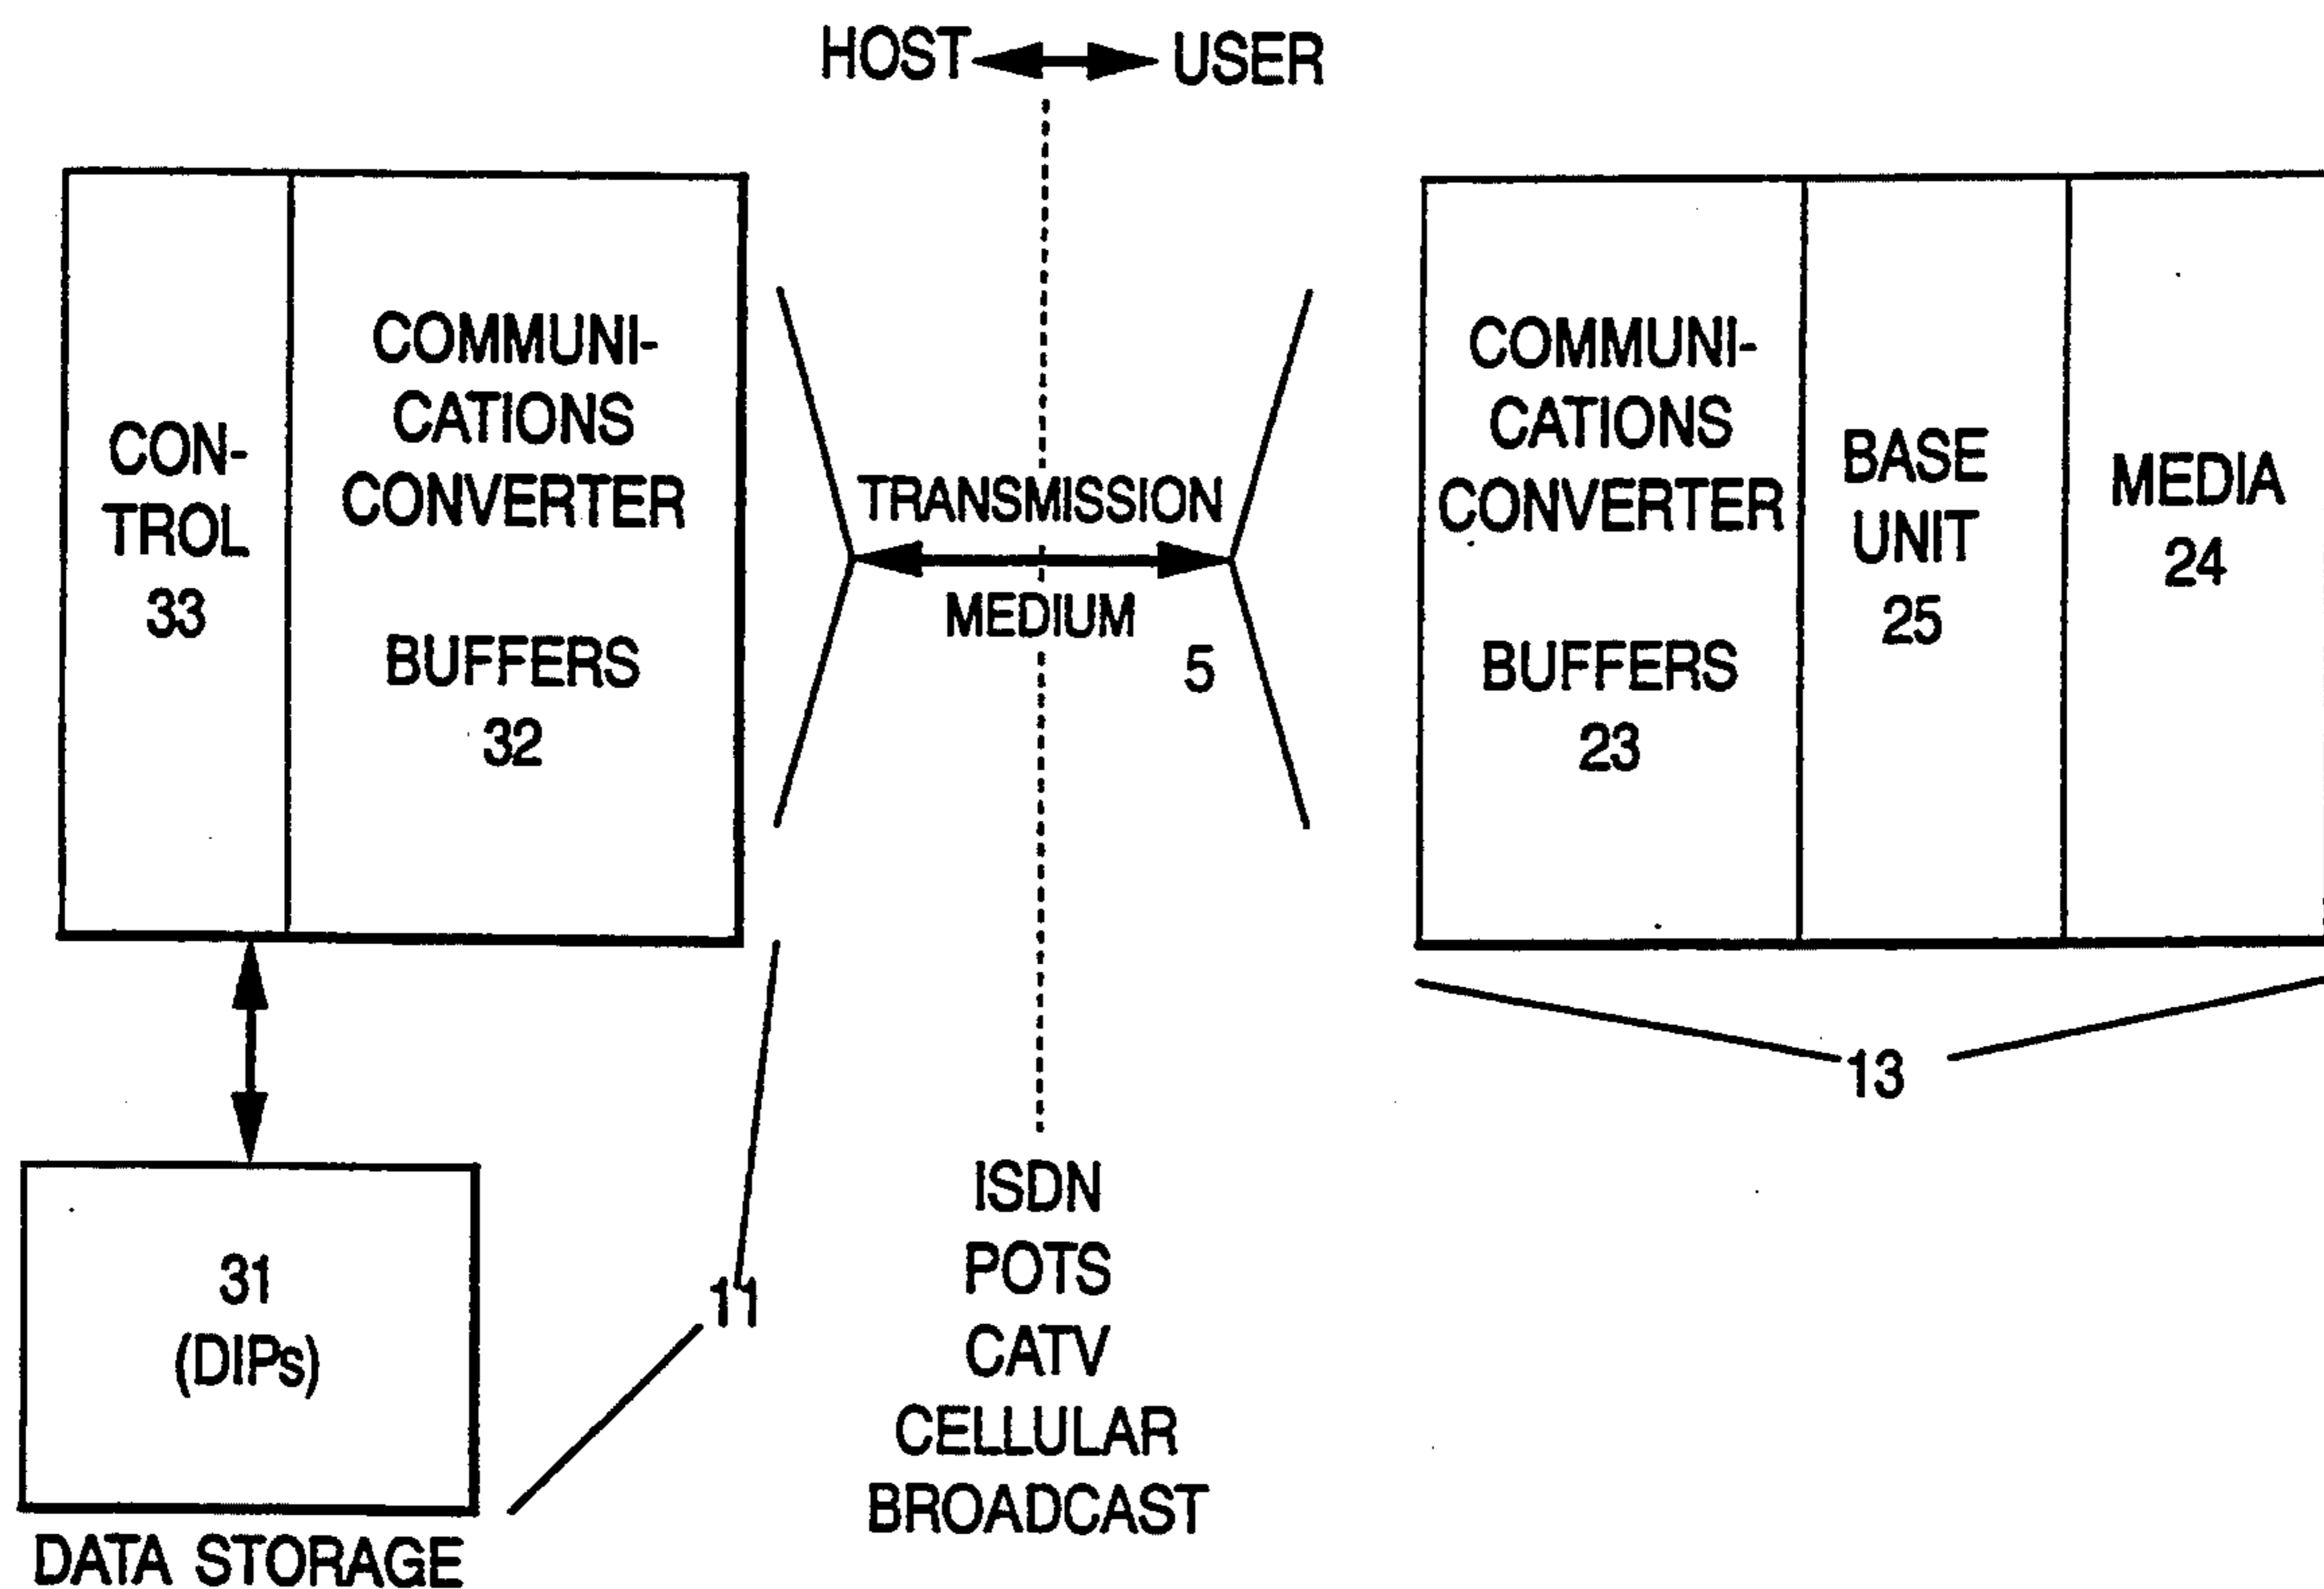 HOST USER
CON-
TROL
33
COMMUNI-
CATIONS
CONVERTER
BUFFERS
32
TRANSMISSION
MEDIUM
5
COMMUNI-
CATIONS
CONVERTER
BUFFERS
23
BASE
UNIT
25
MEDIA
24
13
11
31
(DIPs)
DATA STORAGE
ISDN
POTS
CATV
CELLULAR
BROADCAST